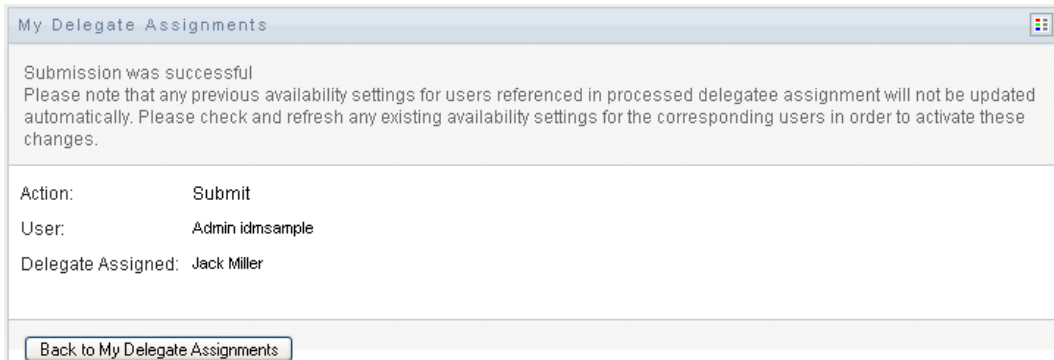 My Delegate Assignments
Submission was successful
Please note that any previous availability settings for users referenced in processed delegatee assignment will not be updated
automatically. Please check and refresh any existing availability settings for the corresponding users in order to activate these
changes.
Action: Submit
User: Admin idmsample
Delegate Assigned: Jack Miller
Back to My Delegate Assignments